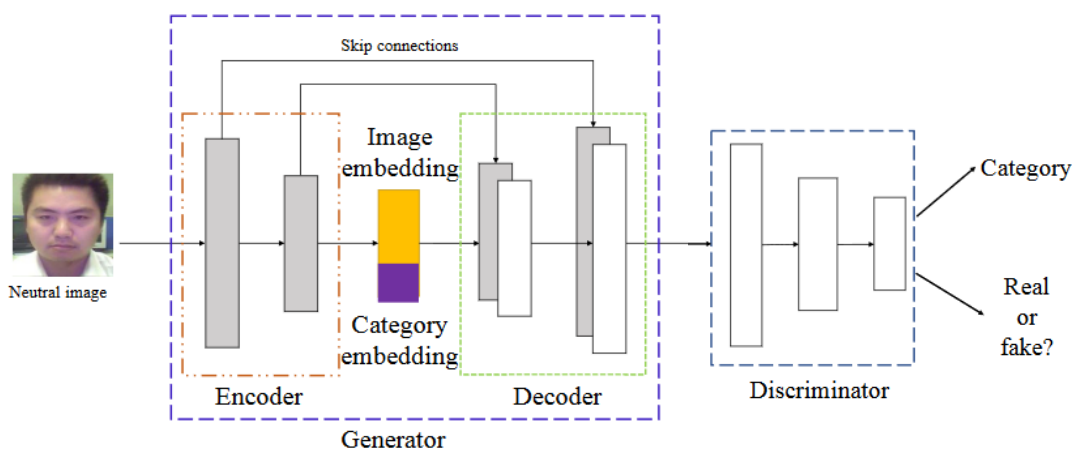 Skip connections
Image
embedding
Category
embedding
Neutral image
Encoder
Decoder
Generator
Discriminator
Category
Real
or
fake?